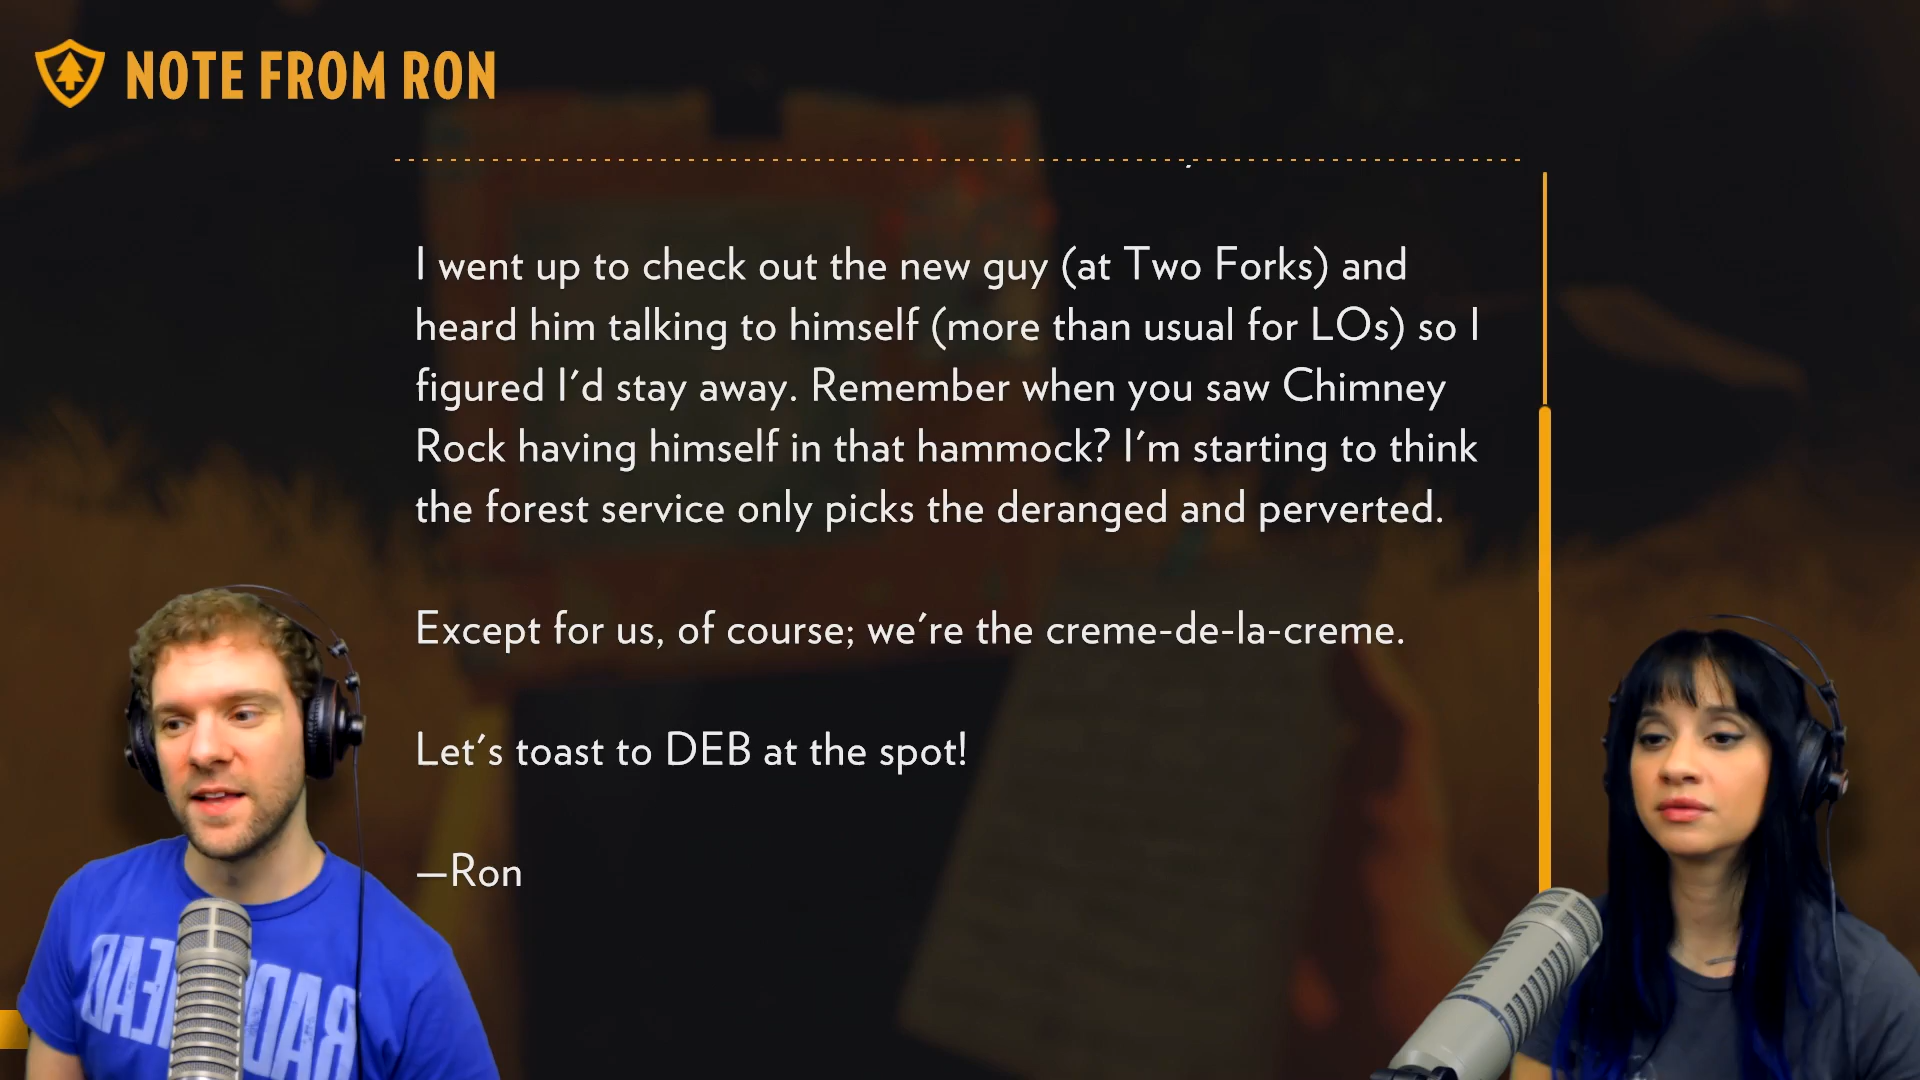 NOTE FROM RON
I went up to check out the new guy (at Two Forks) and
heard him talking to himself (more than usual for LOs) so I
figured I'd stay away. Remember when you saw Chimney
Rock having himself in that hammock? I'm starting to think
the forest service only picks the deranged and perverted.
Except for us, of course; we're the creme-de-la-creme.
Let's toast to DEB at the spot!
—Ron